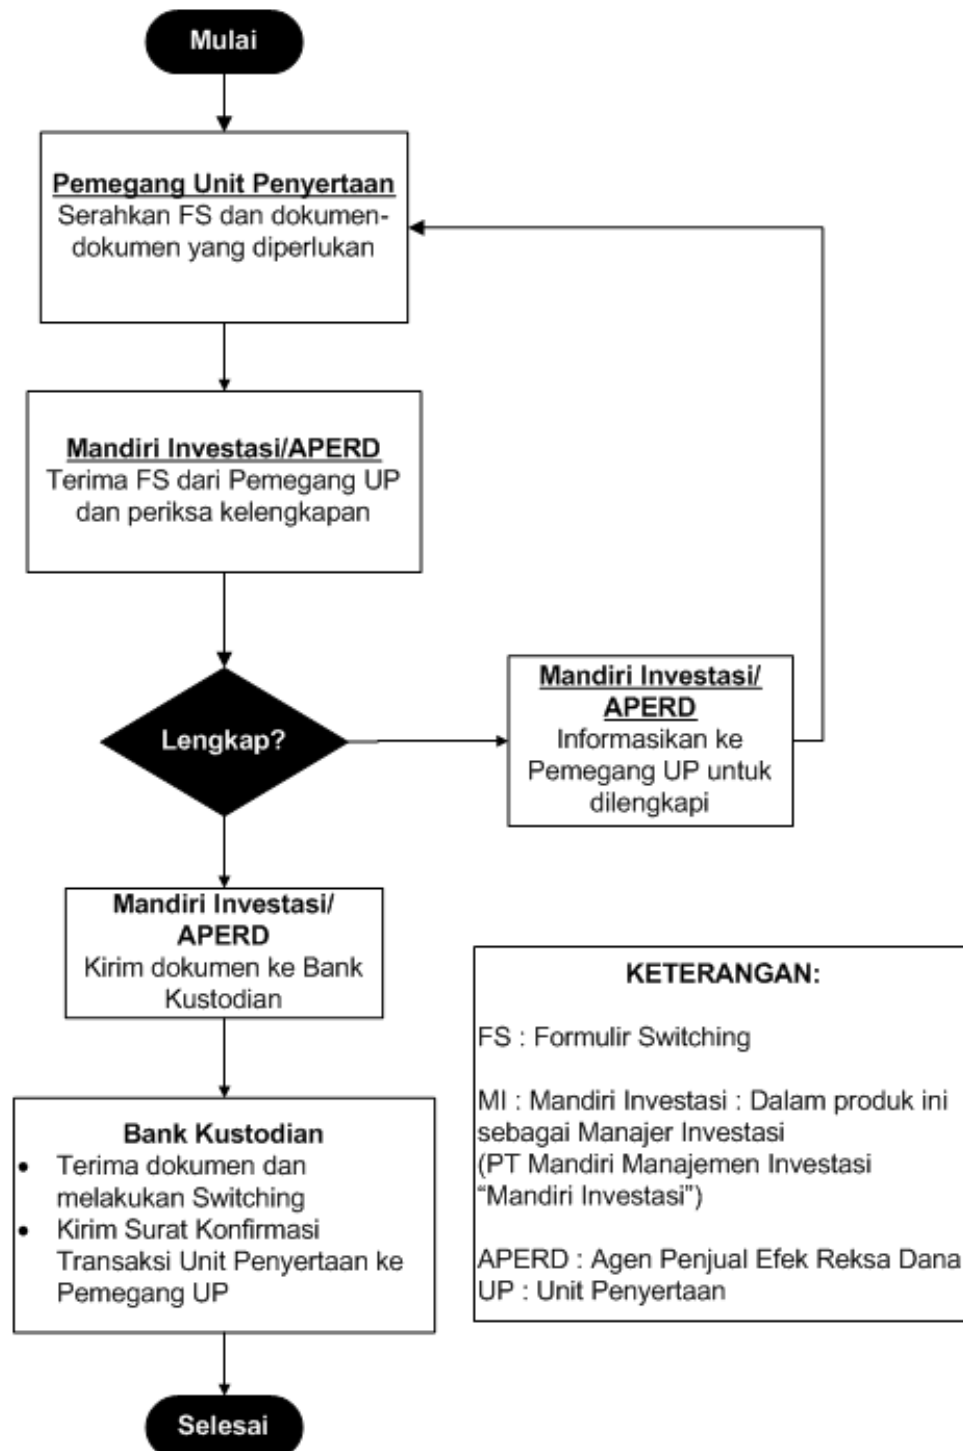 Mulai
Pemegang Unit Penyertaan
Serahkan FS dan dokumen-
dokumen yang diperlukan
Mandiri Investasi/APERD
Terima FS dari Pemegang UP
dan periksa kelengkapan
Lengkap?
Mandiri Investasi/
APERD
Informasikan ke
Pemegang UP untuk
dilengkapi
Mandiri Investasi/
APERD
Kirim dokumen ke Bank
Kustodian
Bank Kustodian
• Terima dokumen dan
melakukan Switching
• Kirim Surat Konfirmasi
Transaksi Unit Penyertaan ke
Pemegang UP
Selesai
KETERANGAN:
FS : Formulir Switching
MI : Mandiri Investasi : Dalam produk ini
sebagai Manajer Investasi
(PT Mandiri Manajemen Investasi
“Mandiri Investasi”)
APERD : Agen Penjual Efek Reksa Dana
UP : Unit Penyertaan